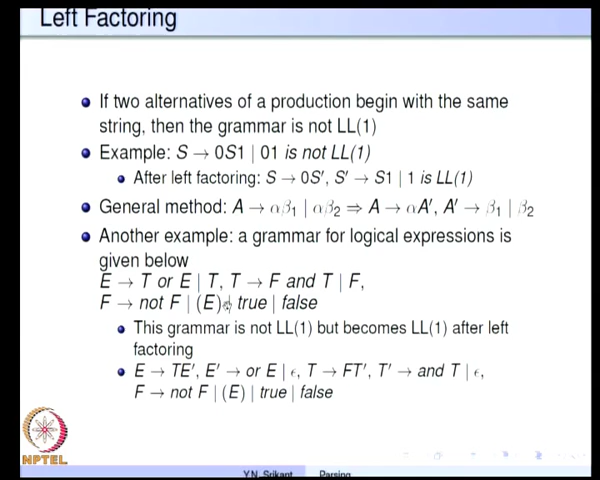 Left Factoring
If two alternatives of a production begin with the same
string, then the grammar is not LL(1)
Example: S → 0S1 | 01 is not LL(1)
After left factoring: S → 0S′, S′ → S1 | 1 is LL(1)
General method: A → αβ₁ | αβ₂ ⇒ A → αA′, A′ → β₁ | β₂
Another example: a grammar for logical expressions is
given below
E → T or E | T, T → F and T | F,
F → not F | (E) | true | false
This grammar is not LL(1) but becomes LL(1) after left
factoring
E → TE′, E′ → or E | ϵ, T → FT′, T′ → and T | ϵ,
F → not F | (E) | true | false
NPTEL
Y.N. Srikant Parsing